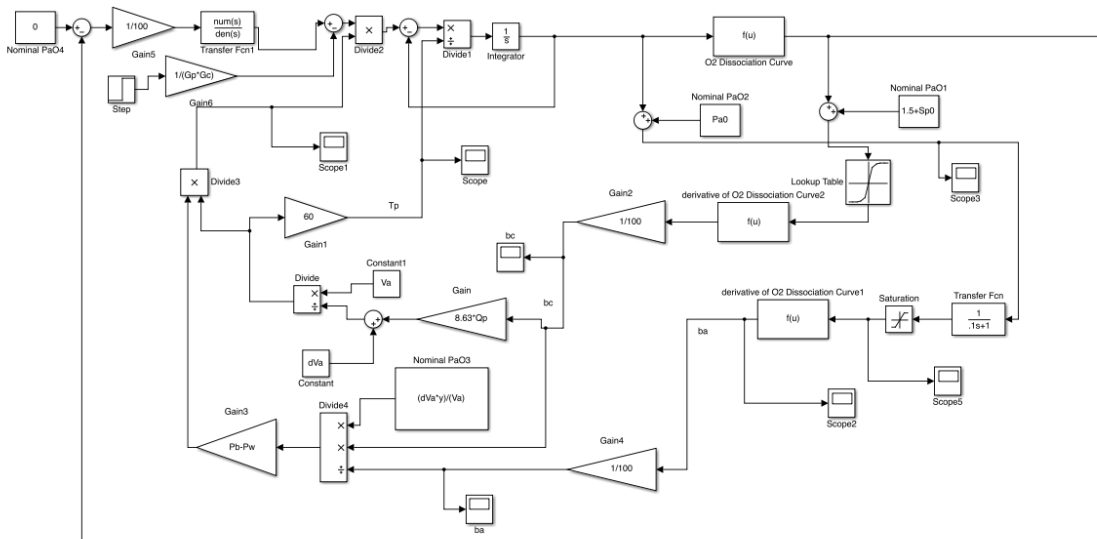 0
Nominal PaO4
1/100
Gain5
num(s)
den(s)
Transfer Fcn1
Divide2
Divide1
1
s
Integrator
f(u)
O2 Dissociation Curve
Step
1/(Gp*Gc)
Gain6
Scope1
Scope
Nominal PaO2
Pa0
Nominal PaO1
1.5+Sp0
Lookup Table
Scope3
Divide3
60
Gain1
Tp
Gain2
1/100
derivative of O2 Dissociation Curve2
f(u)
bc
Constant1
Va
Divide
Gain
8.63*Qp
bc
dVa
Constant
derivative of O2 Dissociation Curve1
f(u)
Saturation
Transfer Fcn
1
.1s+1
ba
Scope2
Scope5
Nominal PaO3
(dVa*y)/(Va)
Divide4
Gain3
Pb-Pw
Gain4
1/100
ba